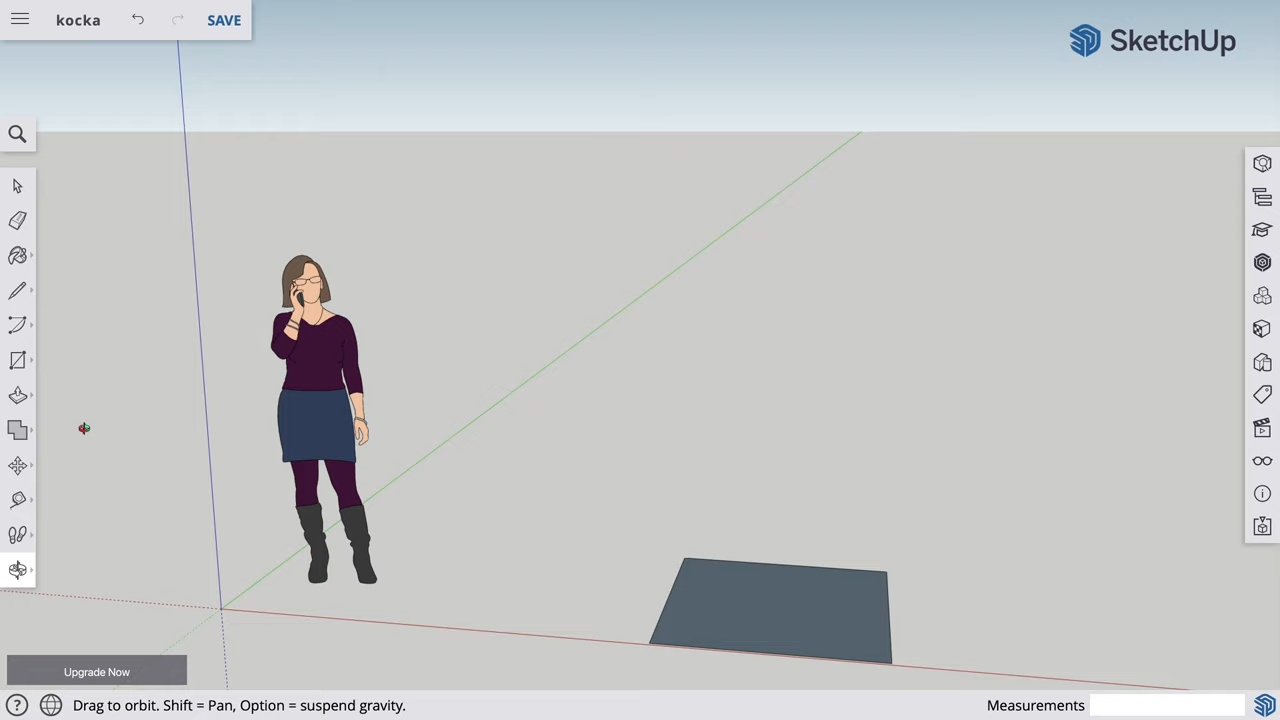 kocka
SAVE
SketchUp
Upgrade Now
Drag to orbit. Shift = Pan, Option = suspend gravity.
Measurements